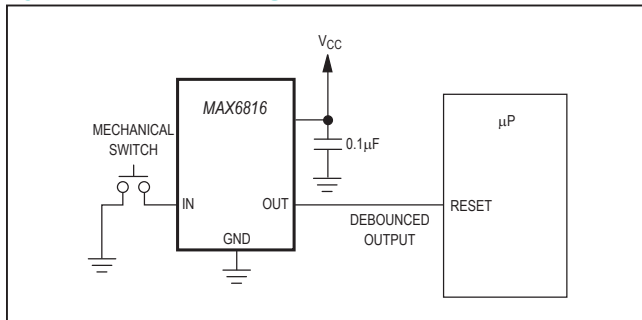 VCC
MAX6816
μP
MECHANICAL
SWITCH
0.1μF
IN
OUT
RESET
DEBOUNCED
OUTPUT
GND